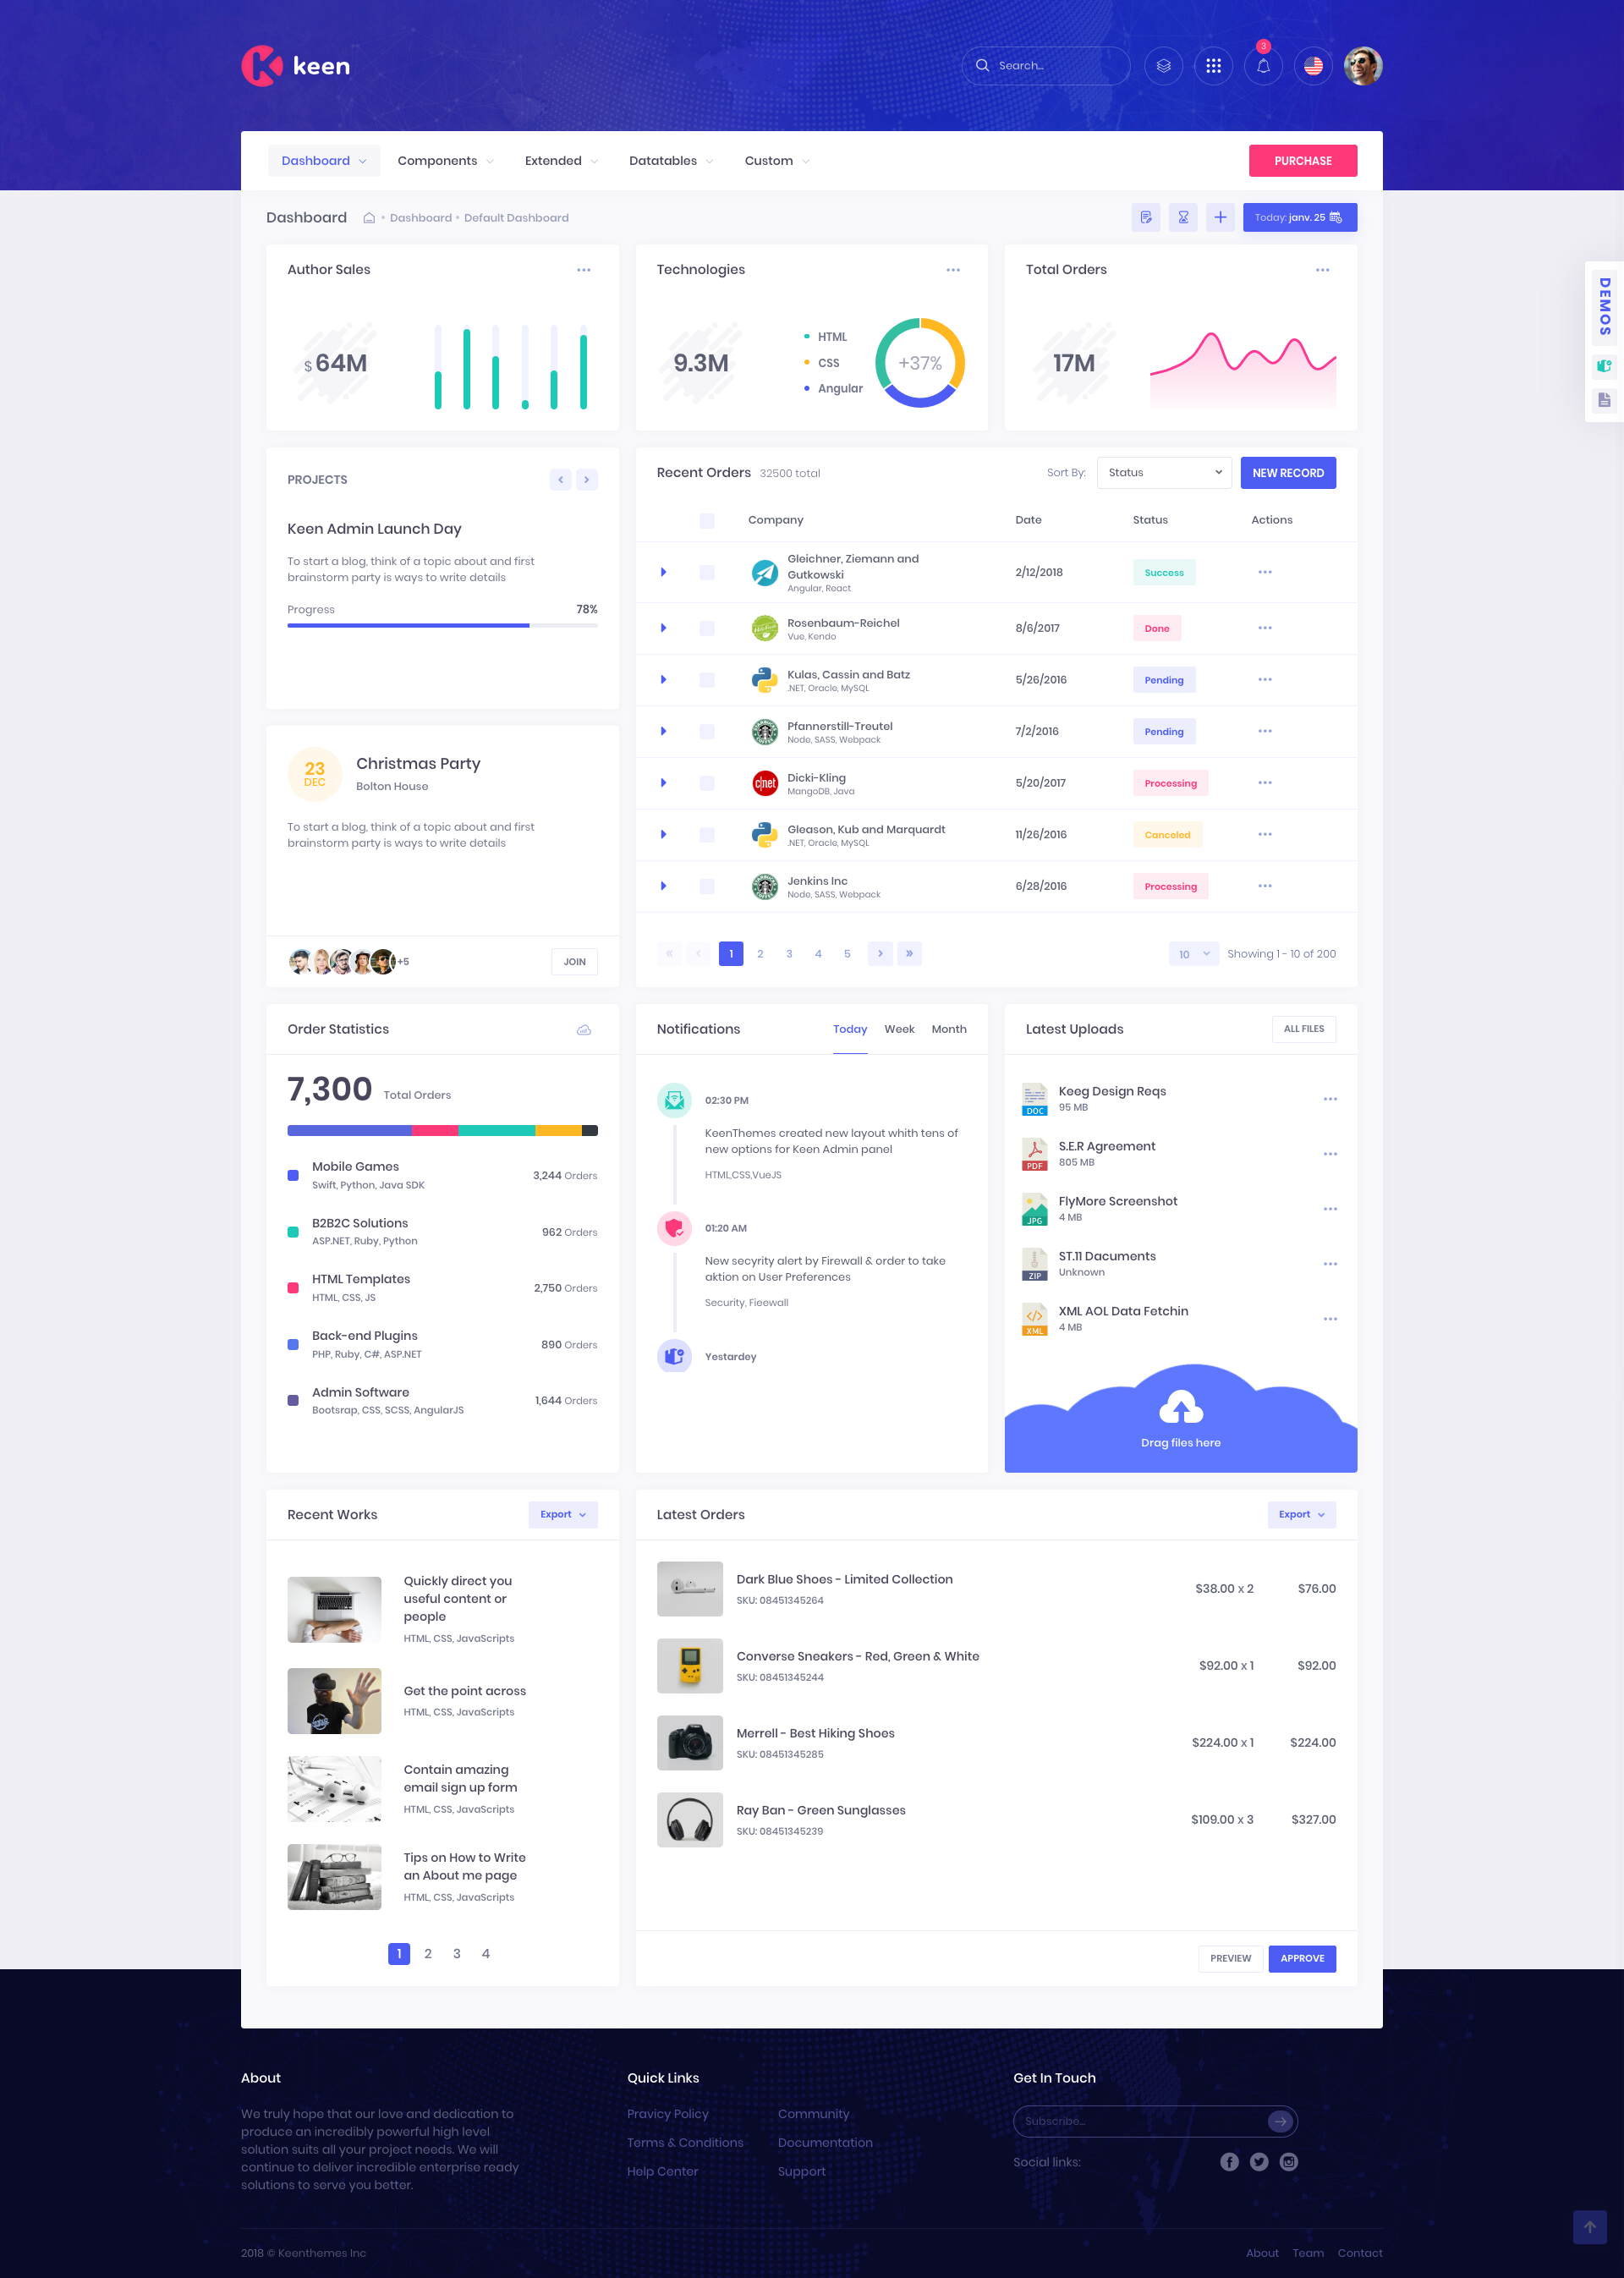 keen
Search...
3
Dashboard
Components
Extended
Datatables
Custom
PURCHASE
Dashboard
Dashboard
Default Dashboard
Today: janv. 25
DEMOS
Author Sales
$ 64M
Technologies
9.3M
HTML
CSS
Angular
+37%
Total Orders
17M
PROJECTS
Keen Admin Launch Day
To start a blog, think of a topic about and first
brainstorm party is ways to write details
Progress
78%
23
DEC
Christmas Party
Bolton House
To start a blog, think of a topic about and first
brainstorm party is ways to write details
+5
JOIN
Recent Orders 32500 total
Sort By:
Status
NEW RECORD
Company
Date
Status
Actions
Gleichner, Ziemann and
Gutkowski
Angular, React
2/12/2018
Success
Rosenbaum-Reichel
Vue, Kendo
8/6/2017
Done
Kulas, Cassin and Batz
.NET, Oracle, MySQL
5/26/2016
Pending
Pfannerstill-Treutel
Node, SASS, Webpack
7/2/2016
Pending
c|net
Dicki-Kling
MangoDB, Java
5/20/2017
Processing
Gleason, Kub and Marquardt
.NET, Oracle, MySQL
11/26/2016
Canceled
Jenkins Inc
Node, SASS, Webpack
6/28/2016
Processing
1 2 3 4 5
10
Showing 1 - 10 of 200
Order Statistics
7,300 Total Orders
Mobile Games
Swift, Python, Java SDK
3,244 Orders
B2B2C Solutions
ASP.NET, Ruby, Python
962 Orders
HTML Templates
HTML, CSS, JS
2,750 Orders
Back-end Plugins
PHP, Ruby, C#, ASP.NET
890 Orders
Admin Software
Bootsrap, CSS, SCSS, AngularJS
1,644 Orders
Notifications
Today
Week
Month
02:30 PM
KeenThemes created new layout whith tens of
new options for Keen Admin panel
HTML,CSS,VueJS
01:20 AM
New secyrity alert by Firewall & order to take
aktion on User Preferences
Security, Fieewall
Yestardey
Latest Uploads
ALL FILES
DOC
Keeg Design Reqs
95 MB
PDF
S.E.R Agreement
805 MB
JPG
FlyMore Screenshot
4 MB
ZIP
ST.11 Dacuments
Unknown
XML
XML AOL Data Fetchin
4 MB
Drag files here
Recent Works
Export
Quickly direct you
useful content or
people
HTML, CSS, JavaScripts
Get the point across
HTML, CSS, JavaScripts
Contain amazing
email sign up form
HTML, CSS, JavaScripts
Tips on How to Write
an About me page
HTML, CSS, JavaScripts
1 2 3 4
Latest Orders
Export
Dark Blue Shoes - Limited Collection
SKU: 08451345264
$38.00 x 2
$76.00
Converse Sneakers - Red, Green & White
SKU: 08451345244
$92.00 x 1
$92.00
Merrell - Best Hiking Shoes
SKU: 08451345285
$224.00 x 1
$224.00
Ray Ban - Green Sunglasses
SKU: 08451345239
$109.00 x 3
$327.00
PREVIEW
APPROVE
About
We truly hope that our love and dedication to
produce an incredibly powerful high level
solution suits all your project needs. We will
continue to deliver incredible enterprise ready
solutions to serve you better.
Quick Links
Pravicy Policy
Community
Terms & Conditions
Documentation
Help Center
Support
Get In Touch
Subscribe...
Social links:
2018 © Keenthemes Inc
About
Team
Contact